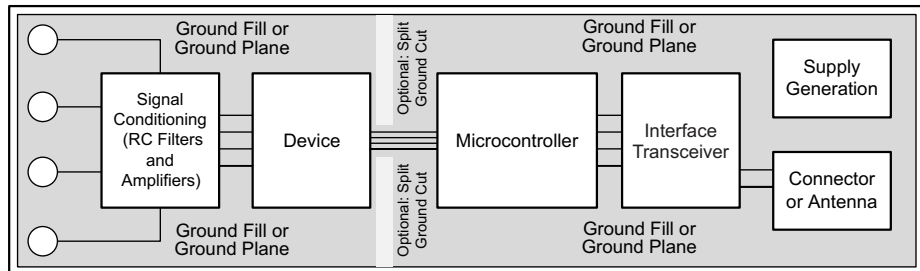 Ground Fill or
Ground Plane
Optional: Split
Ground Cut
Ground Fill or
Ground Plane
Supply
Generation
Signal
Conditioning
(RC Filters
and
Amplifiers)
Device
Microcontroller
Interface
Transceiver
Connector
or Antenna
Optional: Split
Ground Cut
Ground Fill or
Ground Plane
Ground Fill or
Ground Plane